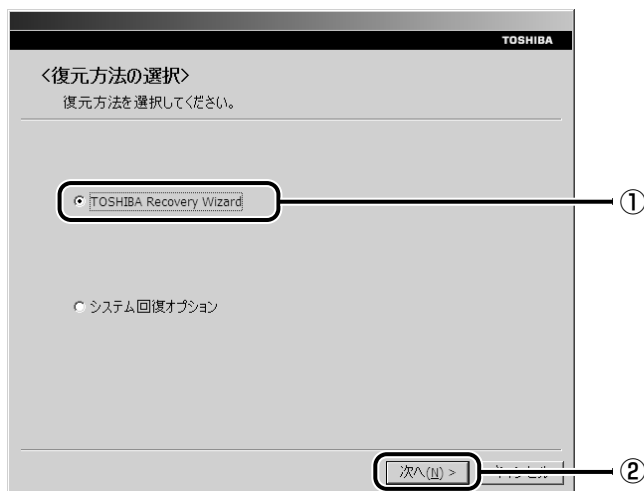 TOSHIBA
<復元方法の選択>
復元方法を選択してください。
TOSHIBA Recovery Wizard
①
システム回復オプション
次へ(N) >
②